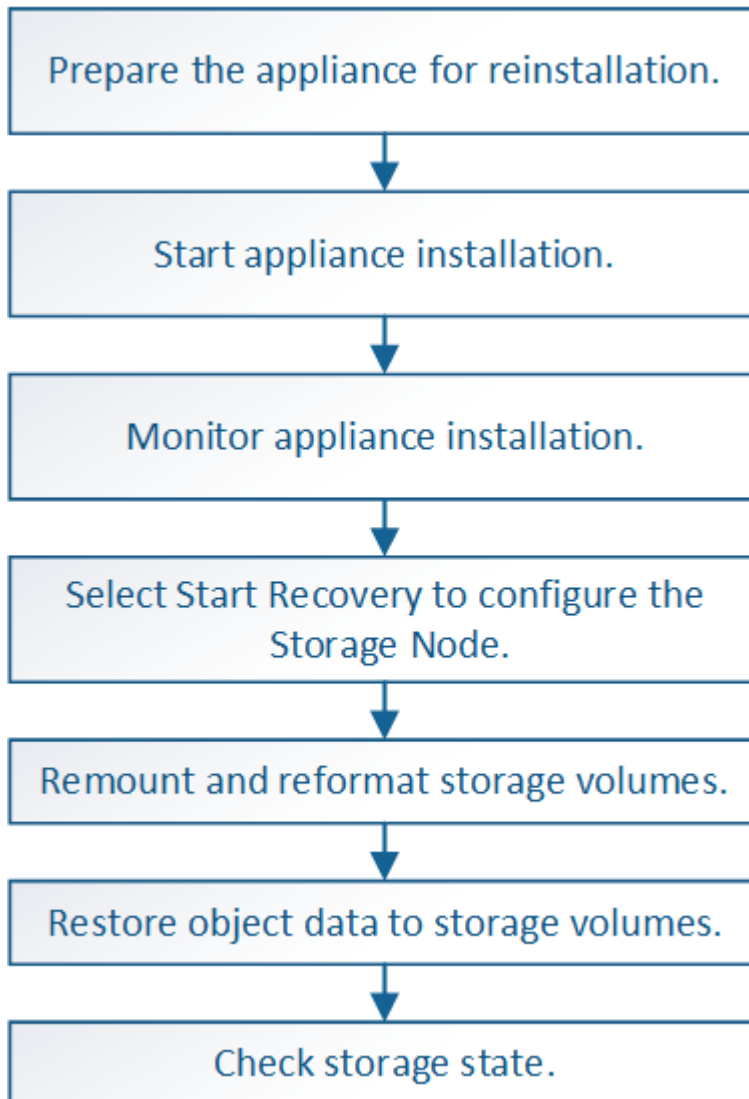 Prepare the appliance for reinstallation.
Start appliance installation.
Monitor appliance installation.
Select Start Recovery to configure the
Storage Node.
Remount and reformat storage volumes.
Restore object data to storage volumes.
Check storage state.